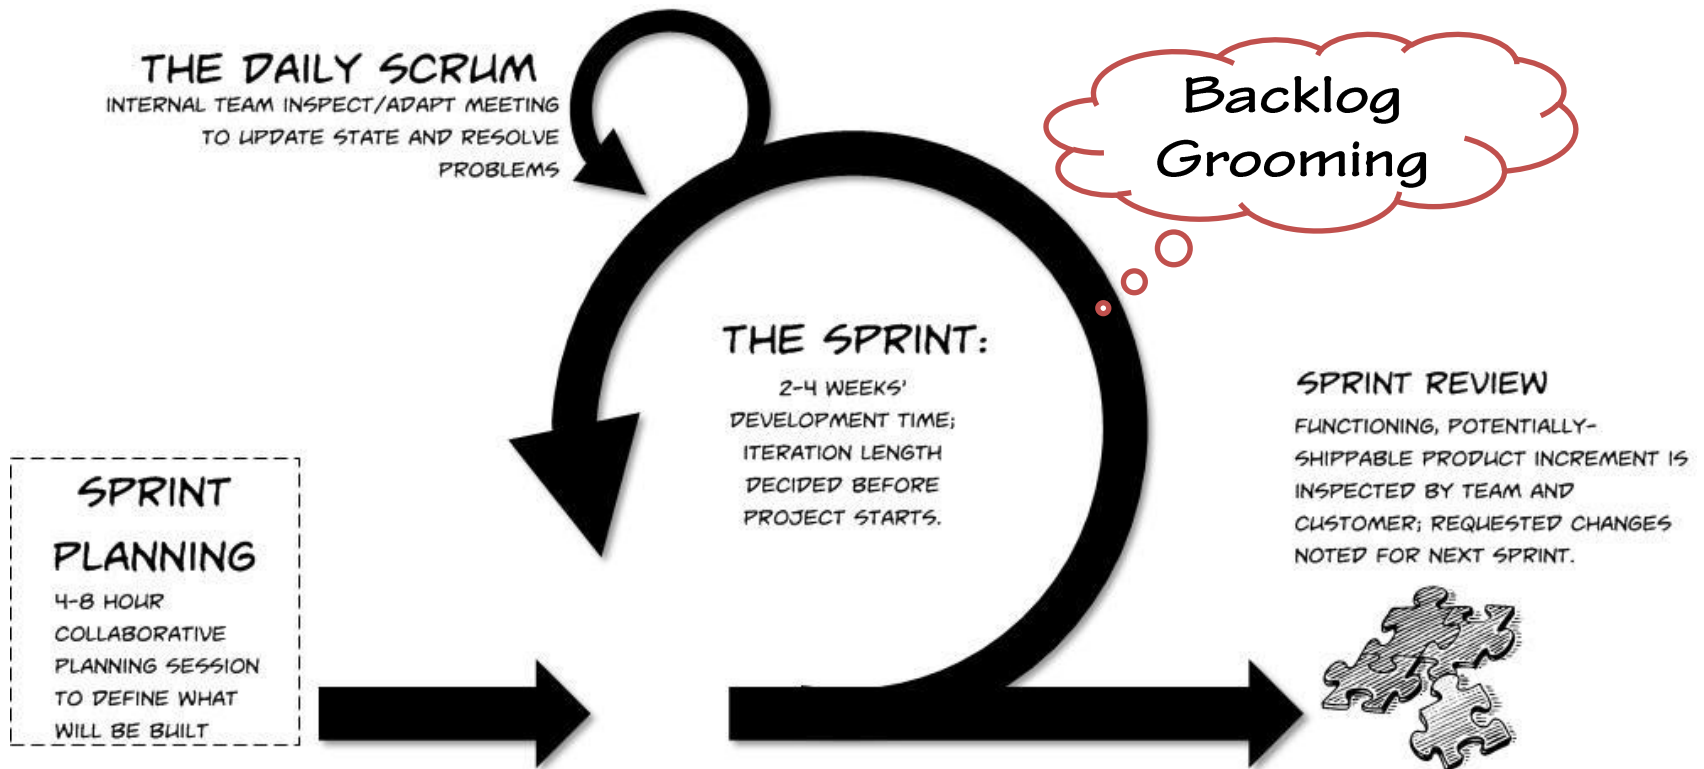 THE DAILY SCRUM
INTERNAL TEAM INSPECT/ADAPT MEETING
TO UPDATE STATE AND RESOLVE
PROBLEMS
Backlog
Grooming
THE SPRINT:
2-4 WEEKS'
DEVELOPMENT TIME;
ITERATION LENGTH
DECIDED BEFORE
PROJECT STARTS.
SPRINT REVIEW
FUNCTIONING, POTENTIALLY-
SHIPPABLE PRODUCT INCREMENT IS
INSPECTED BY TEAM AND
CUSTOMER; REQUESTED CHANGES
NOTED FOR NEXT SPRINT.
SPRINT
PLANNING
4-8 HOUR
COLLABORATIVE
PLANNING SESSION
TO DEFINE WHAT
WILL BE BUILT